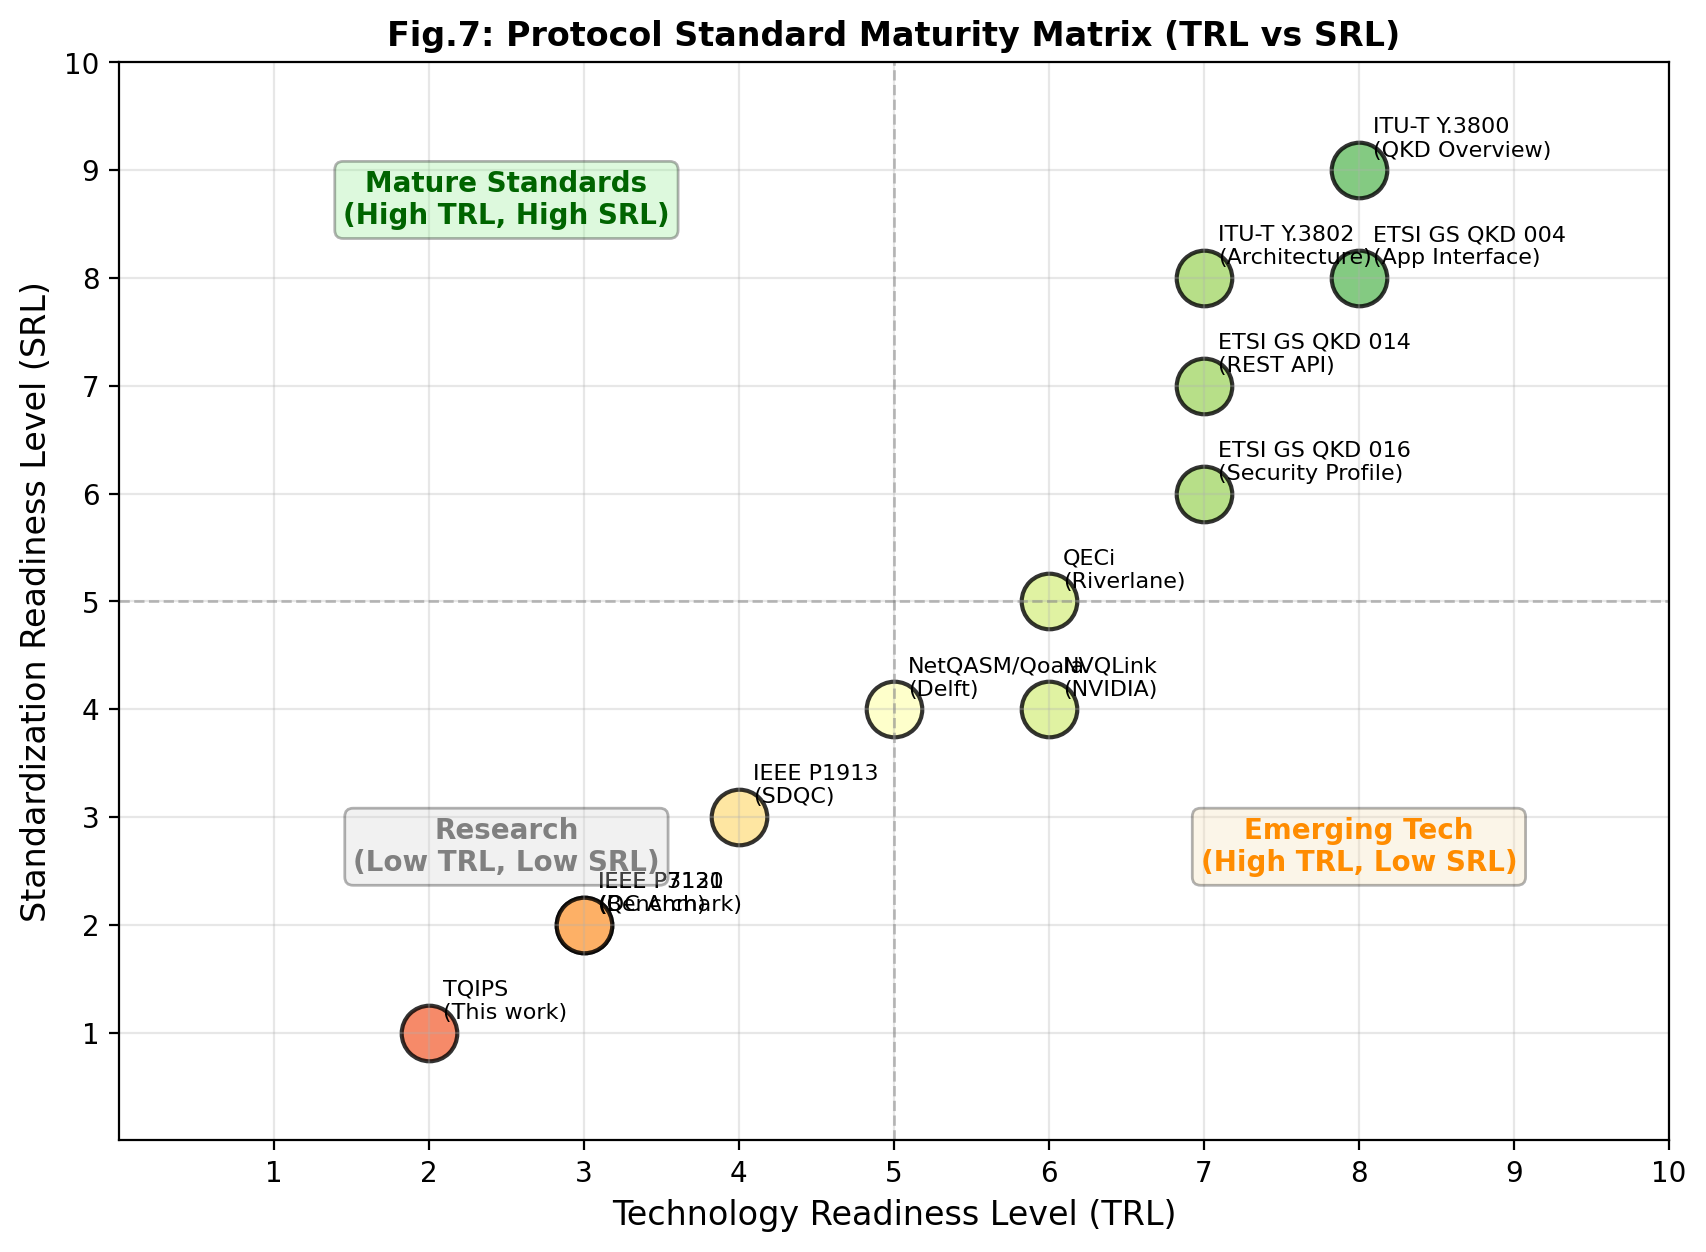 Fig.7: Protocol Standard Maturity Matrix (TRL vs SRL)
Standardization Readiness Level (SRL)
10
9
8
7
6
5
4
3
2
1
Mature Standards
(High TRL, High SRL)
ITU-T Y.3800
(QKD Overview)
ITU-T Y.3802
(Architecture)
ETSI GS QKD 004
(App Interface)
ETSI GS QKD 014
(REST API)
ETSI GS QKD 016
(Security Profile)
QECi
(Riverlane)
NetQASM/Qoala
(Delft)
NVQLink
(NVIDIA)
IEEE P1913
(SDQC)
Research
(Low TRL, Low SRL)
Emerging Tech
(High TRL, Low SRL)
IEEE
TQIPS
(This work)
1
2
3
4
5
6
7
8
9
10
Technology Readiness Level (TRL)